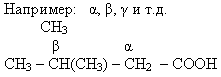 Например: α, β, γ и т.д.
CH3
β α
CH3 – CH(CH3) – CH2 – COOH